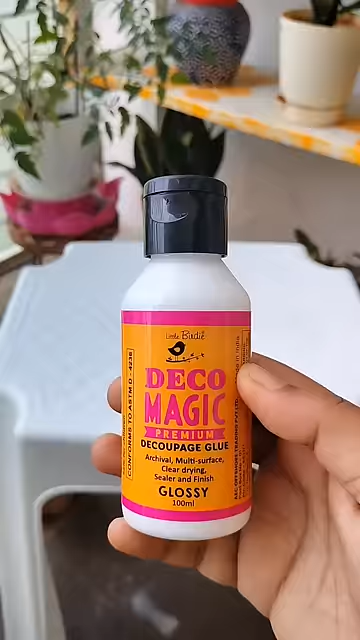 Little Birdie
DECO
MAGIC
PREMIUM
DECOUPAGE GLUE
Archival, Multi-surface,
Clear drying,
Sealer and Finish
GLOSSY
100ml
CONFORMS TO ASTM D - 4236